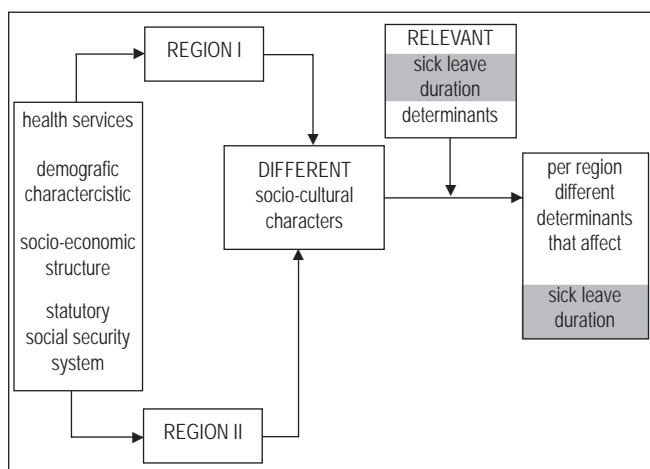 REGION I
RELEVANT
sick leave
duration
determinants
health services
demografic
charactercistic
socio-economic
structure
statutory
social security
system
DIFFERENT
socio-cultural
characters
per region
different
determinants
that affect
sick leave
duration
REGION II